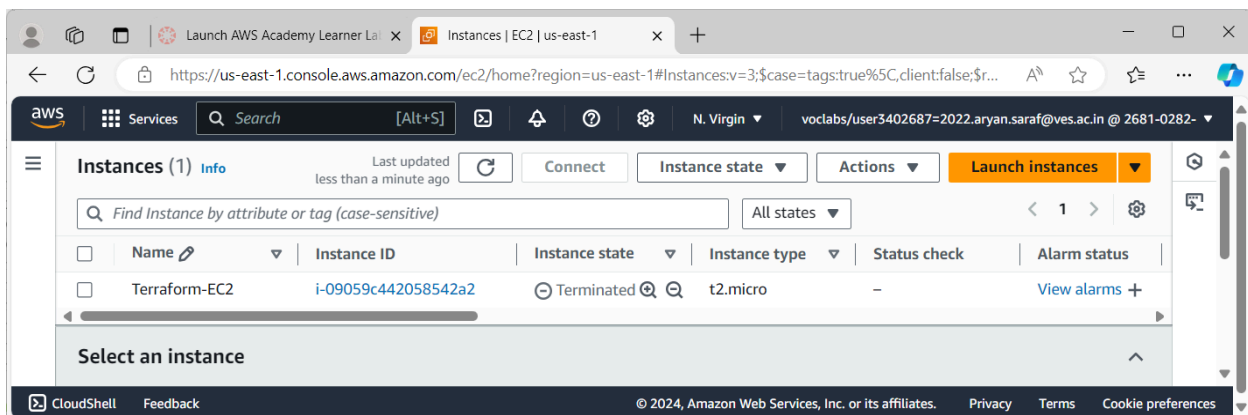 Launch AWS Academy Learner Lab
Instances | EC2 | us-east-1
https://us-east-1.console.aws.amazon.com/ec2/home?region=us-east-1#Instances:v=3;$case=tags:true%5C,client:false;$r...
aws Services Search [Alt+S] N. Virgin voclabs/user3402687=2022.aryan.saraf@ves.ac.in @ 2681-0282-
Instances (1) Info
Last updated
less than a minute ago
Connect Instance state Actions Launch instances
Find Instance by attribute or tag (case-sensitive) All states 1
Name Instance ID Instance state Instance type Status check Alarm status
Terraform-EC2 i-09059c442058542a2 Terminated t2.micro – View alarms +
Select an instance
CloudShell Feedback © 2024, Amazon Web Services, Inc. or its affiliates. Privacy Terms Cookie preferences